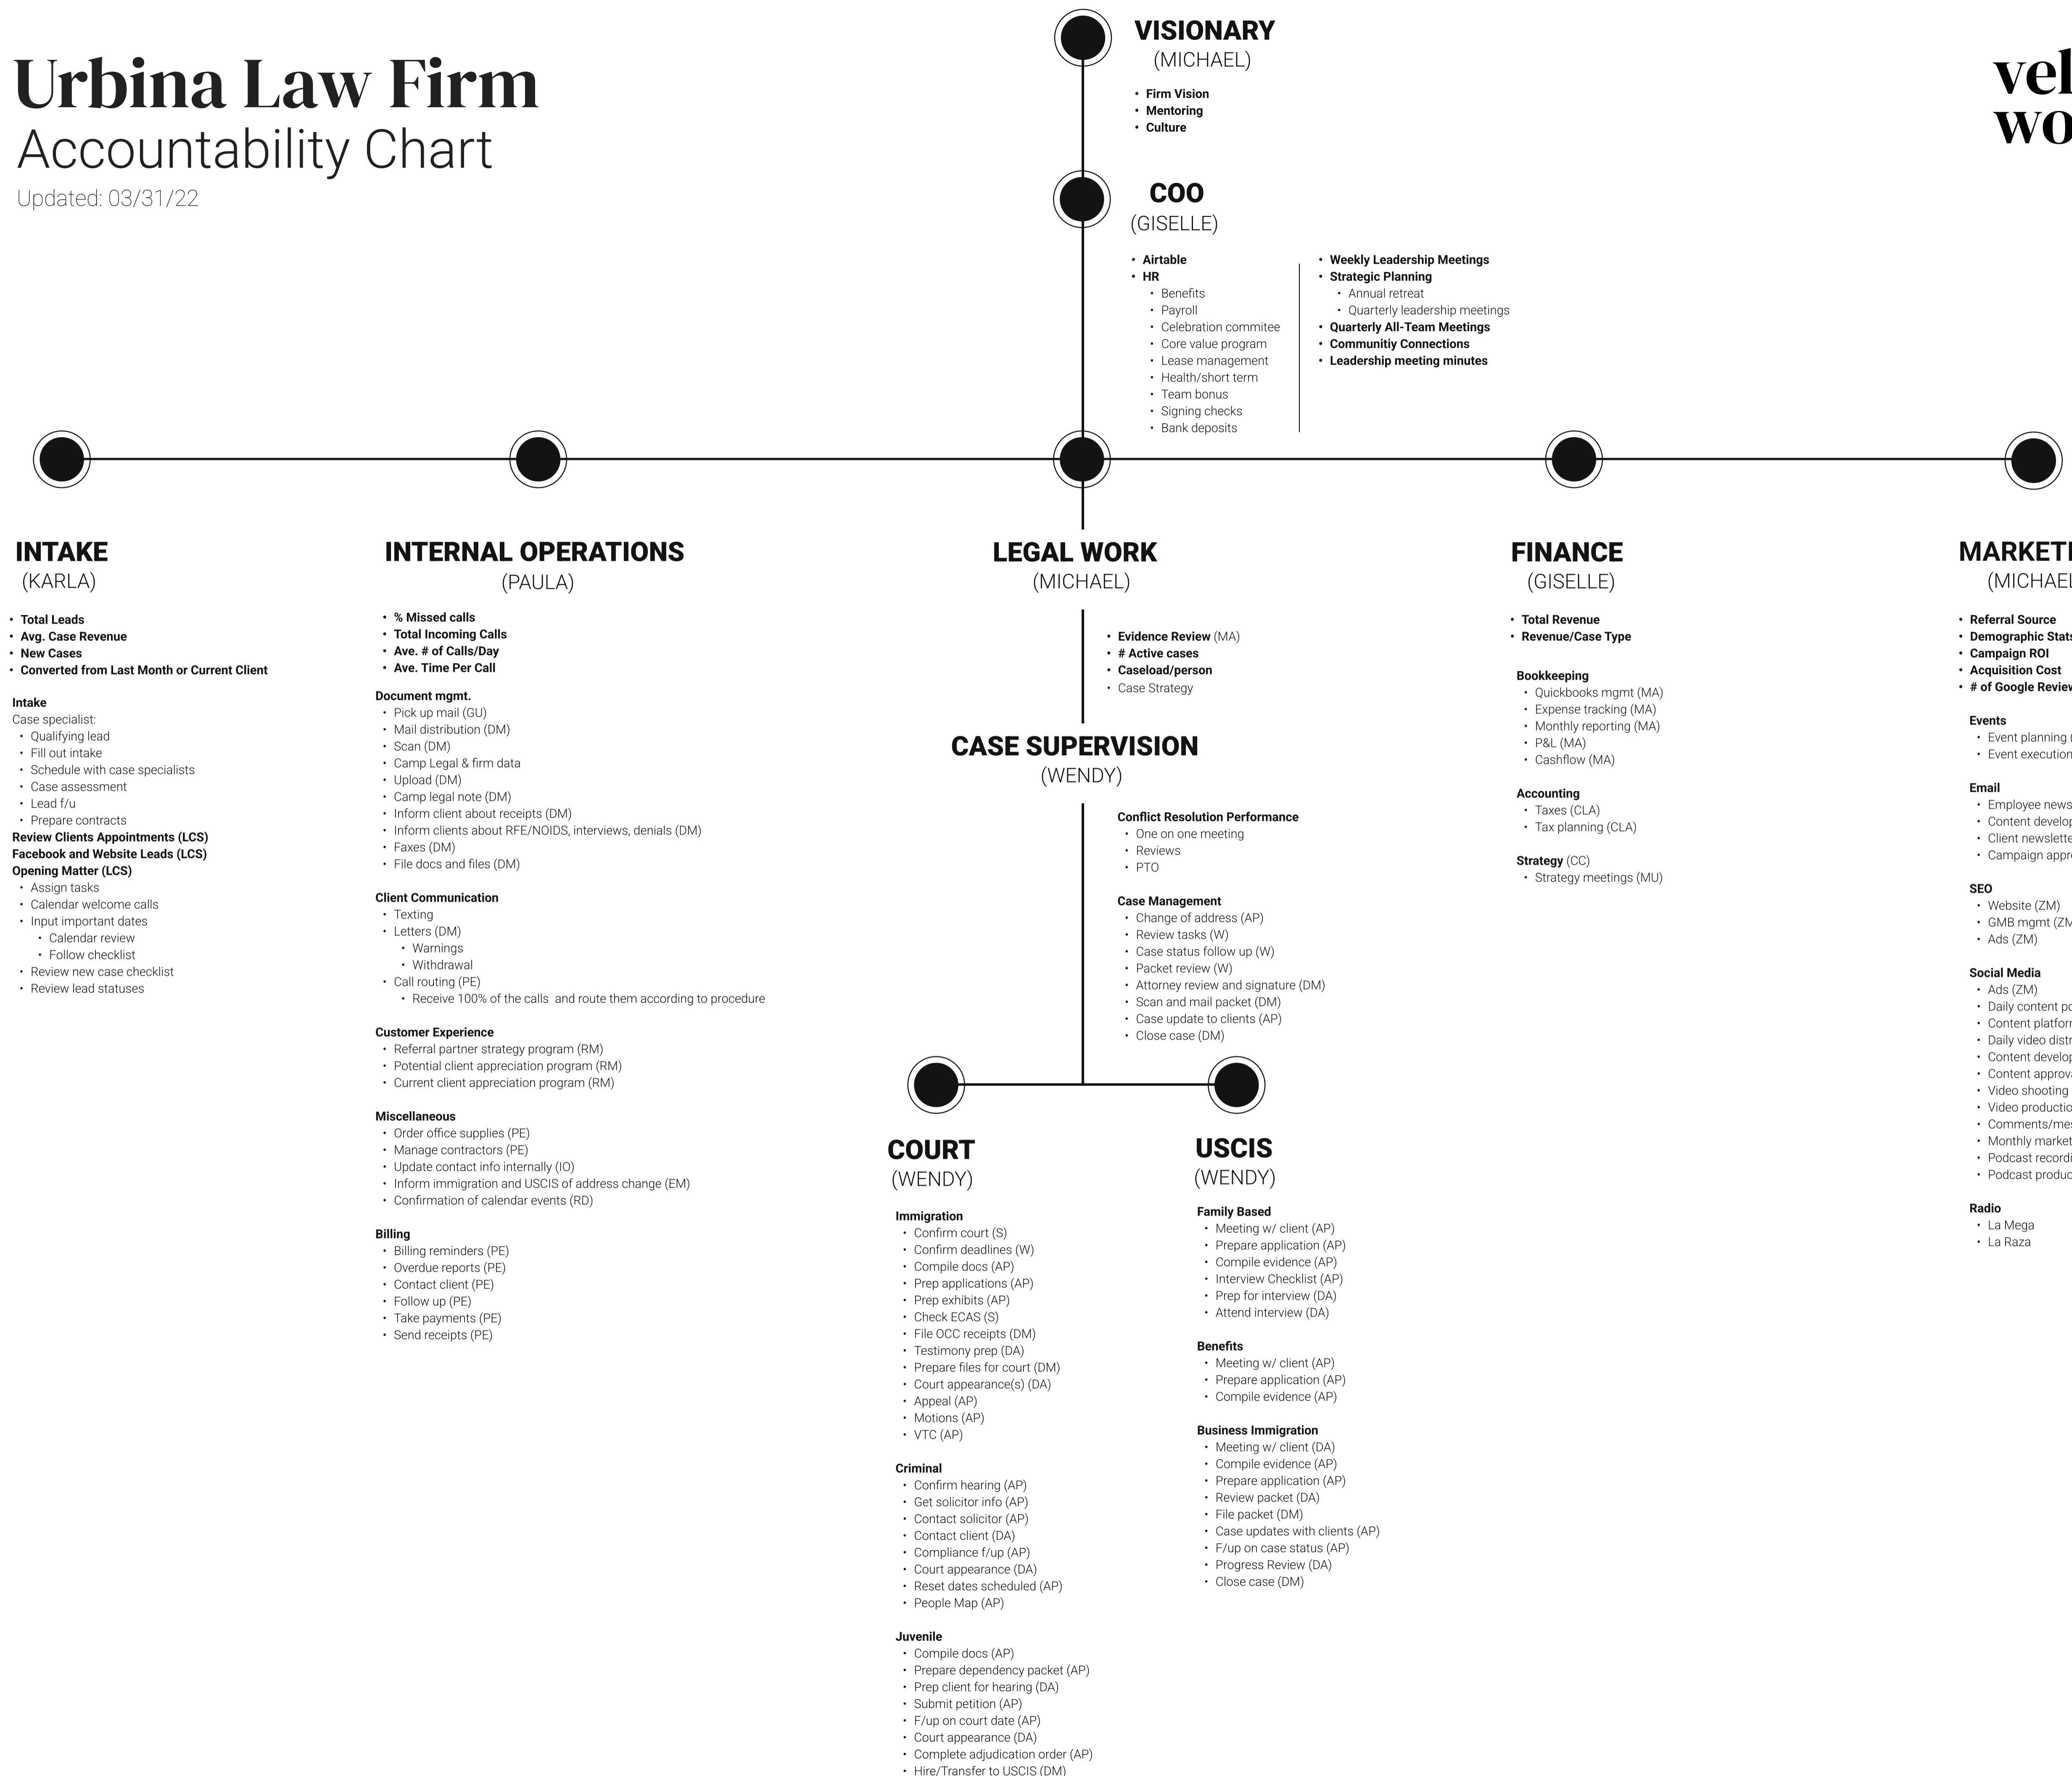 Urbina Law Firm
Accountability Chart
Updated: 03/31/22
VISIONARY
(MICHAEL)
• Firm Vision
• Mentoring
• Culture
COO
(GISELLE)
• Airtable
• HR
• Benefits
• Payroll
• Celebration commitee
• Core value program
• Lease management
• Health/short term
• Team bonus
• Signing checks
• Bank deposits
• Weekly Leadership Meetings
• Strategic Planning
• Annual retreat
• Quarterly leadership meetings
• Quarterly All-Team Meetings
• Communitiy Connections
• Leadership meeting minutes
INTAKE
(KARLA)
• Total Leads
• Avg. Case Revenue
• New Cases
• Converted from Last Month or Current Client
Intake
Case specialist:
• Qualifying lead
• Fill out intake
• Schedule with case specialists
• Case assessment
• Lead f/u
• Prepare contracts
Review Clients Appointments (LCS)
Facebook and Website Leads (LCS)
Opening Matter (LCS)
• Assign tasks
• Calendar welcome calls
• Input important dates
• Calendar review
• Follow checklist
• Review new case checklist
• Review lead statuses
INTERNAL OPERATIONS
(PAULA)
• % Missed calls
• Total Incoming Calls
• Ave. # of Calls/Day
• Ave. Time Per Call
Document mgmt.
• Pick up mail (GU)
• Mail distribution (DM)
• Scan (DM)
• Camp Legal & firm data
• Upload (DM)
• Camp legal note (DM)
• Inform client about receipts (DM)
• Inform clients about RFE/NOIDS, interviews, denials (DM)
• Faxes (DM)
• File docs and files (DM)
Client Communication
• Texting
• Letters (DM)
• Warnings
• Withdrawal
• Call routing (PE)
• Receive 100% of the calls and route them according to procedure
Customer Experience
• Referral partner strategy program (RM)
• Potential client appreciation program (RM)
• Current client appreciation program (RM)
Miscellaneous
• Order office supplies (PE)
• Manage contractors (PE)
• Update contact info internally (IO)
• Inform immigration and USCIS of address change (EM)
• Confirmation of calendar events (RD)
Billing
• Billing reminders (PE)
• Overdue reports (PE)
• Contact client (PE)
• Follow up (PE)
• Take payments (PE)
• Send receipts (PE)
LEGAL WORK
(MICHAEL)
• Evidence Review (MA)
• # Active cases
• Caseload/person
• Case Strategy
CASE SUPERVISION
(WENDY)
Conflict Resolution Performance
• One on one meeting
• Reviews
• PTO
Case Management
• Change of address (AP)
• Review tasks (W)
• Case status follow up (W)
• Packet review (W)
• Attorney review and signature (DM)
• Scan and mail packet (DM)
• Case update to clients (AP)
• Close case (DM)
COURT
(WENDY)
Immigration
• Confirm court (S)
• Confirm deadlines (W)
• Compile docs (AP)
• Prep applications (AP)
• Prep exhibits (AP)
• Check ECAS (S)
• File OCC receipts (DM)
• Testimony prep (DA)
• Prepare files for court (DM)
• Court appearance(s) (DA)
• Appeal (AP)
• Motions (AP)
• VTC (AP)
Criminal
• Confirm hearing (AP)
• Get solicitor info (AP)
• Contact solicitor (AP)
• Contact client (DA)
• Compliance f/up (AP)
• Court appearance (DA)
• Reset dates scheduled (AP)
• People Map (AP)
Juvenile
• Compile docs (AP)
• Prepare dependency packet (AP)
• Prep client for hearing (DA)
• Submit petition (AP)
• F/up on court date (AP)
• Court appearance (DA)
• Complete adjudication order (AP)
• Hire/Transfer to USCIS (DM)
USCIS
(WENDY)
Family Based
• Meeting w/ client (AP)
• Prepare application (AP)
• Compile evidence (AP)
• Interview Checklist (AP)
• Prep for interview (DA)
• Attend interview (DA)
Benefits
• Meeting w/ client (AP)
• Prepare application (AP)
• Compile evidence (AP)
Business Immigration
• Meeting w/ client (DA)
• Compile evidence (AP)
• Prepare application (AP)
• Review packet (DA)
• File packet (DM)
• Case updates with clients (AP)
• F/up on case status (AP)
• Progress Review (DA)
• Close case (DM)
FINANCE
(GISELLE)
• Total Revenue
• Revenue/Case Type
Bookkeeping
• Quickbooks mgmt (MA)
• Expense tracking (MA)
• Monthly reporting (MA)
• P&L (MA)
• Cashflow (MA)
Accounting
• Taxes (CLA)
• Tax planning (CLA)
Strategy (CC)
• Strategy meetings (MU)
• Referral Source
• Demographic
• Campaign ROI
• Acquisition Cost
• # of Google
Events
• Event planning
• Event execution
Email
• Employee
• Content
• Client
• Campaign
SEO
• Website (ZM)
• GMB mgmt
• Ads (ZM)
Social Media
• Ads (ZM)
• Daily content
• Content
• Daily video
• Content
• Content
• Video shooting
• Video
• Monthly
• Podcast
• Podcast
Radio
• La Mega
• La Raza